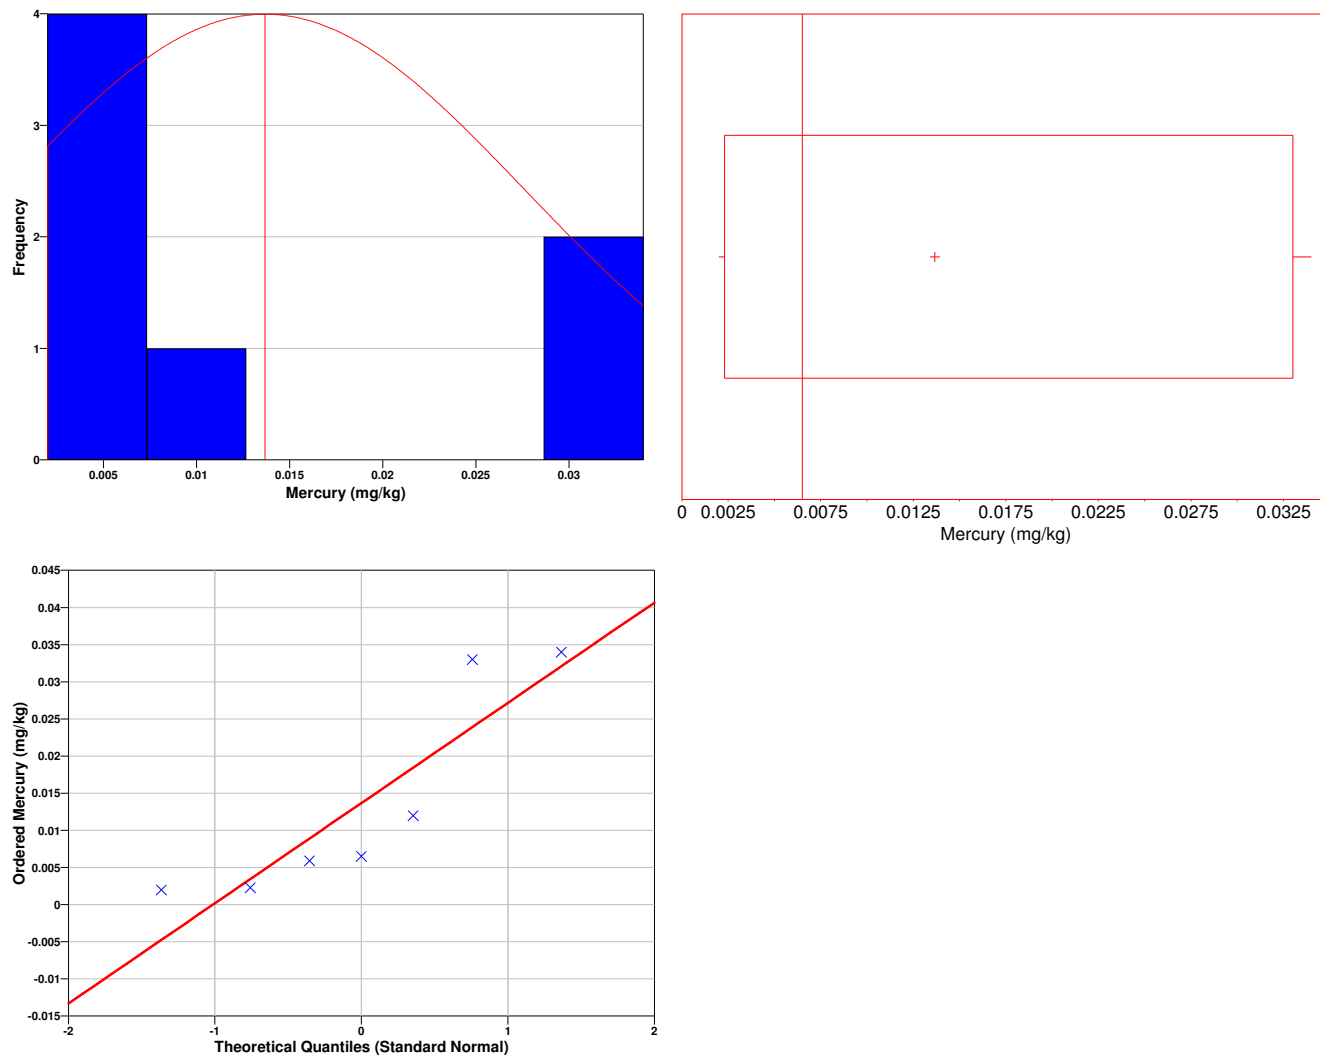 4
3
2
1
0
Frequency
0.005 0.01 0.015 0.02 0.025 0.03
Mercury (mg/kg)
0 0.0025 0.0075 0.0125 0.0175 0.0225 0.0275 0.0325
Mercury (mg/kg)
0.045
0.04
0.035
0.03
0.025
0.02
0.015
0.01
0.005
0
-0.005
-0.01
-0.015
Ordered Mercury (mg/kg)
-2 -1 0 1 2
Theoretical Quantiles (Standard Normal)